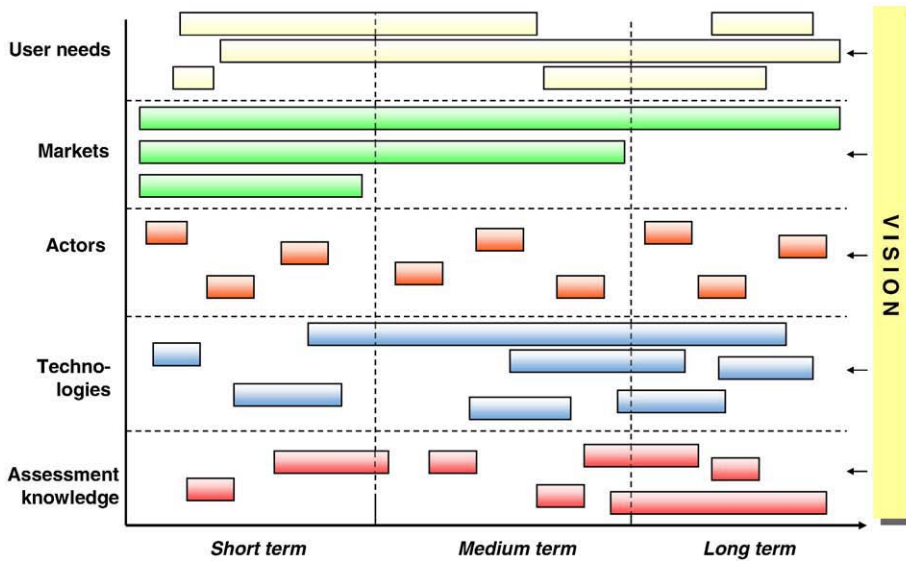 User needs
Markets
Actors
Techno-
logies
Assessment
knowledge
Short term
Medium term
Long term
VISION